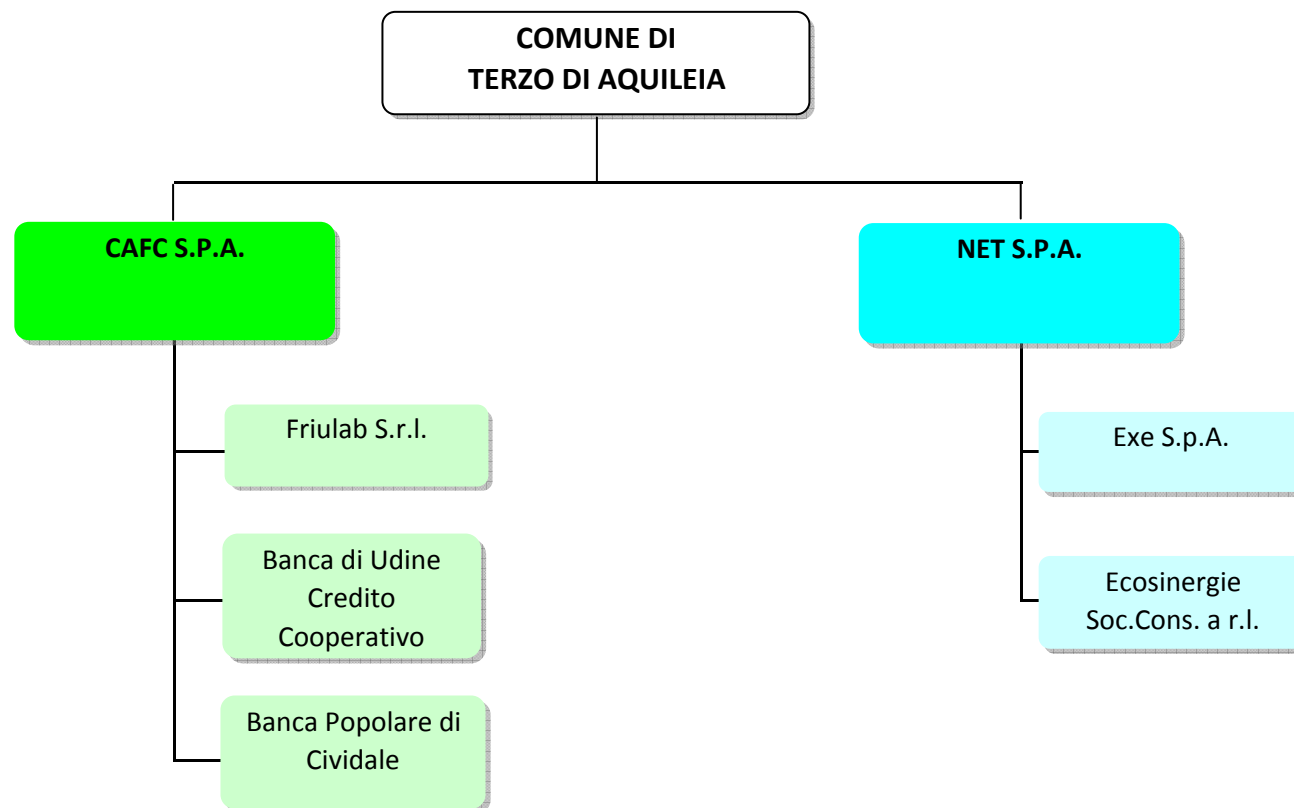 COMUNE DI
TERZO DI AQUILEIA
CAFC S.P.A.
NET S.P.A.
Friulab S.r.l.
Banca di Udine
Credito
Cooperativo
Banca Popolare di
Cividale
Exe S.p.A.
Ecosinergie
Soc.Cons. a r.l.